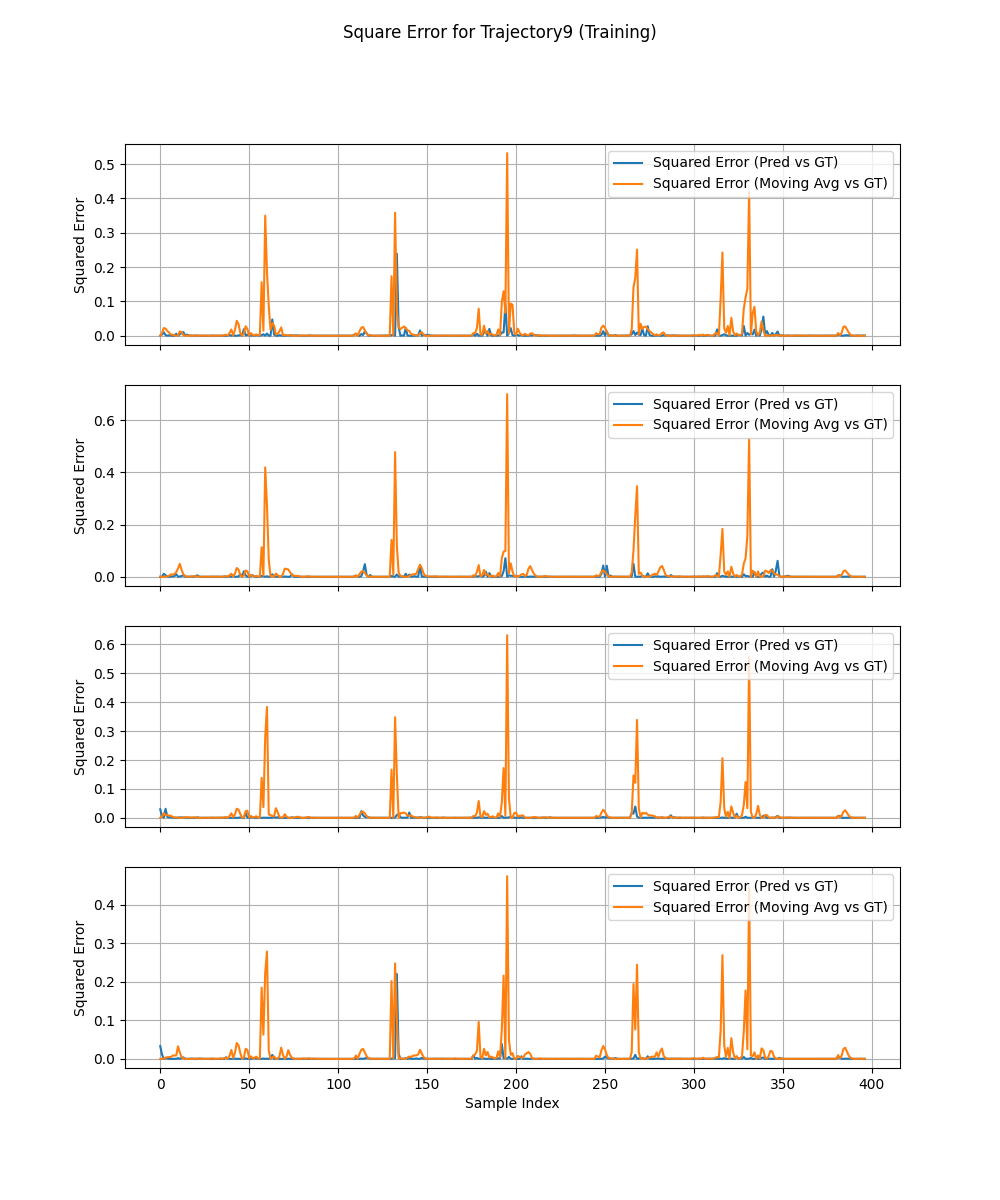 Square Error for Trajectory9 (Training)
Squared Error (Pred vs GT)
Squared Error (Moving Avg vs GT)
0.5
0.4
0.3
0.2
0.1
0.0
Squared Error
Squared Error (Pred vs GT)
Squared Error (Moving Avg vs GT)
0.6
0.4
0.2
0.0
Squared Error
Squared Error (Pred vs GT)
Squared Error (Moving Avg vs GT)
0.6
0.5
0.4
0.3
0.2
0.1
0.0
Squared Error
Squared Error (Pred vs GT)
Squared Error (Moving Avg vs GT)
0.4
0.3
0.2
0.1
0.0
Squared Error
0 50 100 150 200 250 300 350 400
Sample Index